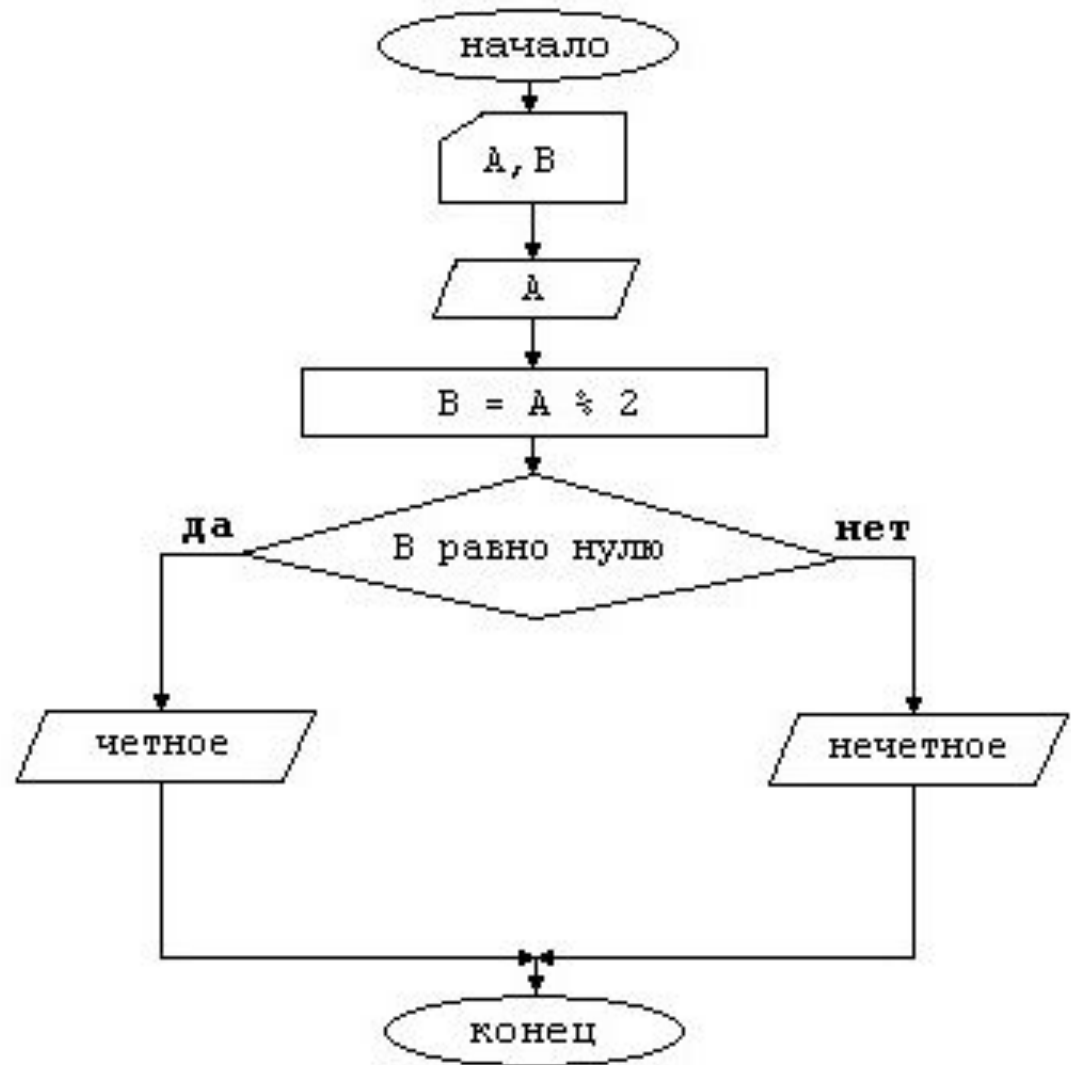 начало
А,В
А
В = А % 2
да
В равно нулю
нет
четное
нечетное
конец